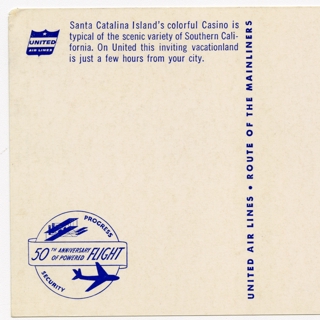 UNITED
AIR LINES
Santa Catalina Island's colorful Casino is
typical of the scenic variety of Southern Cali-
fornia. On United this inviting vacationland
is just a few hours from your city.
UNITED AIR LINES • ROUTE OF THE MAINLINERS
PROGRESS
50TH ANNIVERSARY
OF POWERED FLIGHT
SECURITY